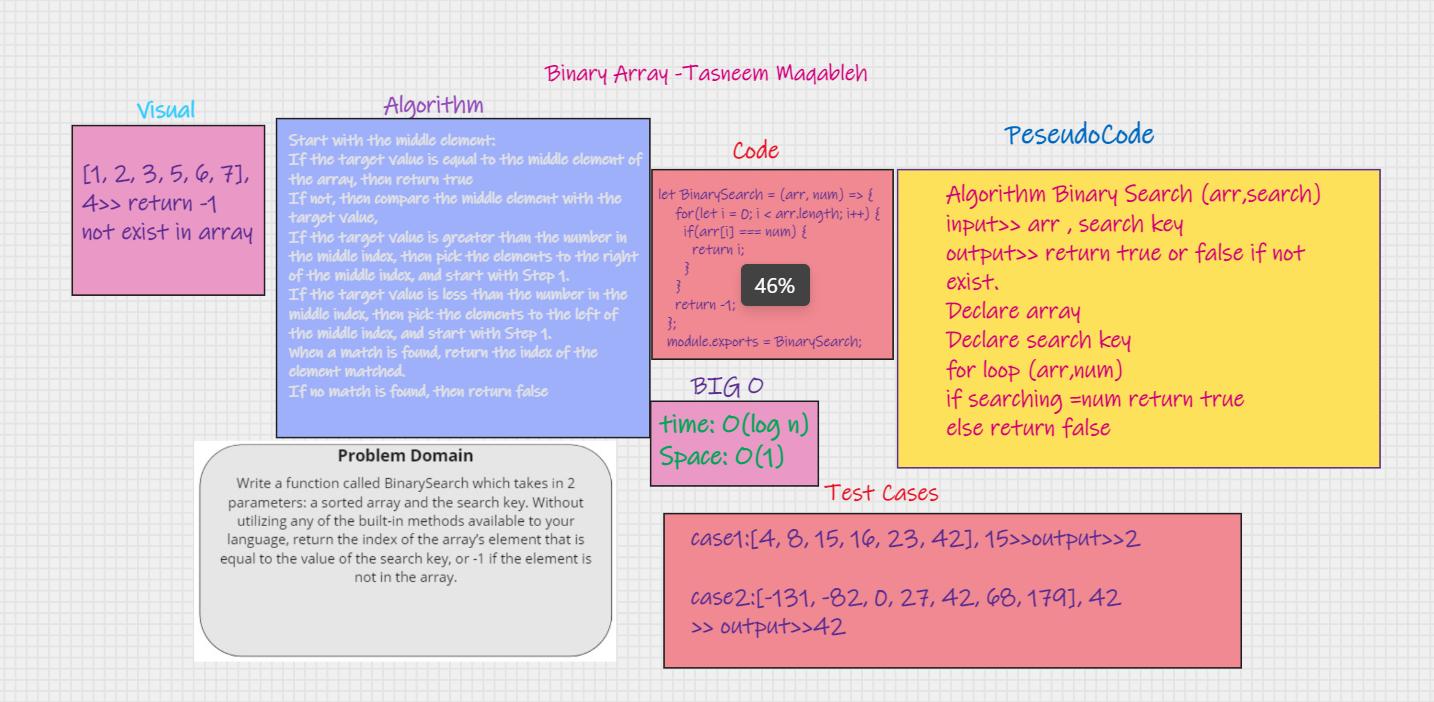 Binary Array -Tasneem Maqableh
Visual
[1, 2, 3, 5, 6, 7],
4>> return -1
not exist in array
Algorithm
Start with the middle element:
If the target value is equal to the middle element of
the array, then return true
If not, then compare the middle element with the
target value,
If the target value is greater than the number in
the middle index, then pick the elements to the right
of the middle index, and start with Step 1.
If the target value is less than the number in the
middle index, then pick the elements to the left of
the middle index, and start with Step 1.
When a match is found, return the index of the
element matched.
If no match is found, then return false
Code
let BinarySearch = (arr, num) => {
for(let i = 0; i < arr.length; i++) {
if(arr[i] === num) {
return i;
}
}
return -1;
};
module.exports = BinarySearch;
46%
PeseudoCode
Algorithm Binary Search (arr,search)
input>> arr , search key
output>> return true or false if not
exist.
Declare array
Declare search key
for loop (arr,num)
if searching =num return true
else return false
BIG O
time: O(log n)
Space: O(1)
Problem Domain
Write a function called BinarySearch which takes in 2
parameters: a sorted array and the search key. Without
utilizing any of the built-in methods available to your
language, return the index of the array's element that is
equal to the value of the search key, or -1 if the element is
not in the array.
Test Cases
case1:[4, 8, 15, 16, 23, 42], 15>>output>>2
case2:[-131, -82, 0, 27, 42, 68, 179], 42
>> output>>42